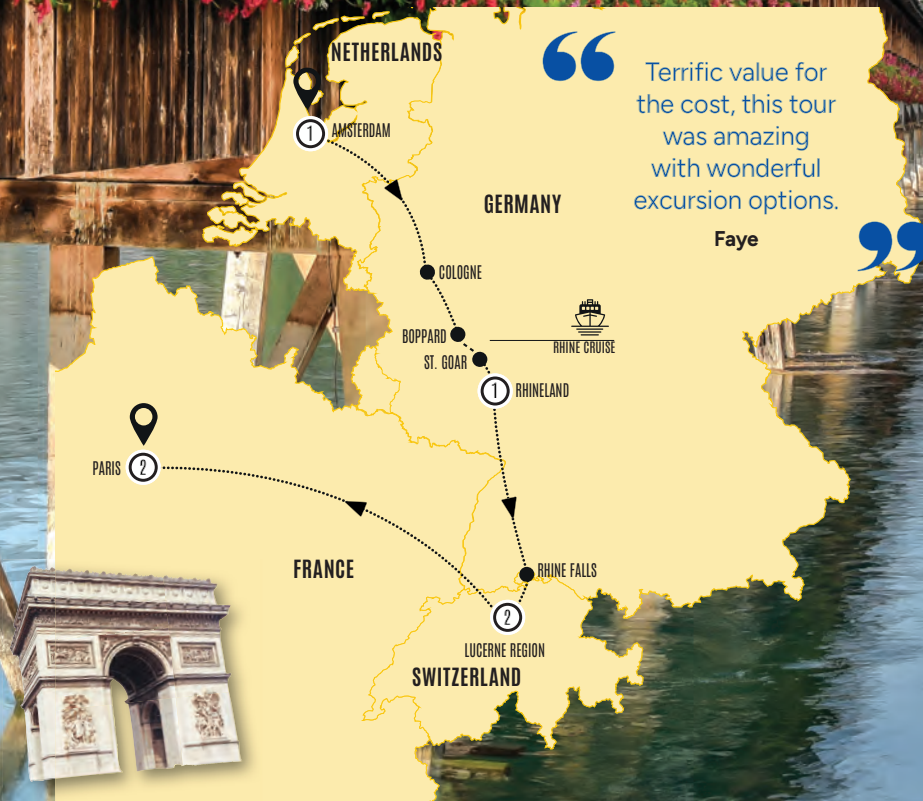 NETHERLANDS
1 AMSTERDAM
“
Terrific value for
the cost, this tour
was amazing
with wonderful
excursion options.
Faye
”
GERMANY
COLOGNE
BOPPARD
RHINE CRUISE
ST. GOAR
1 RHINELAND
PARIS 2
FRANCE
RHINE FALLS
2
LUCERNE REGION
SWITZERLAND